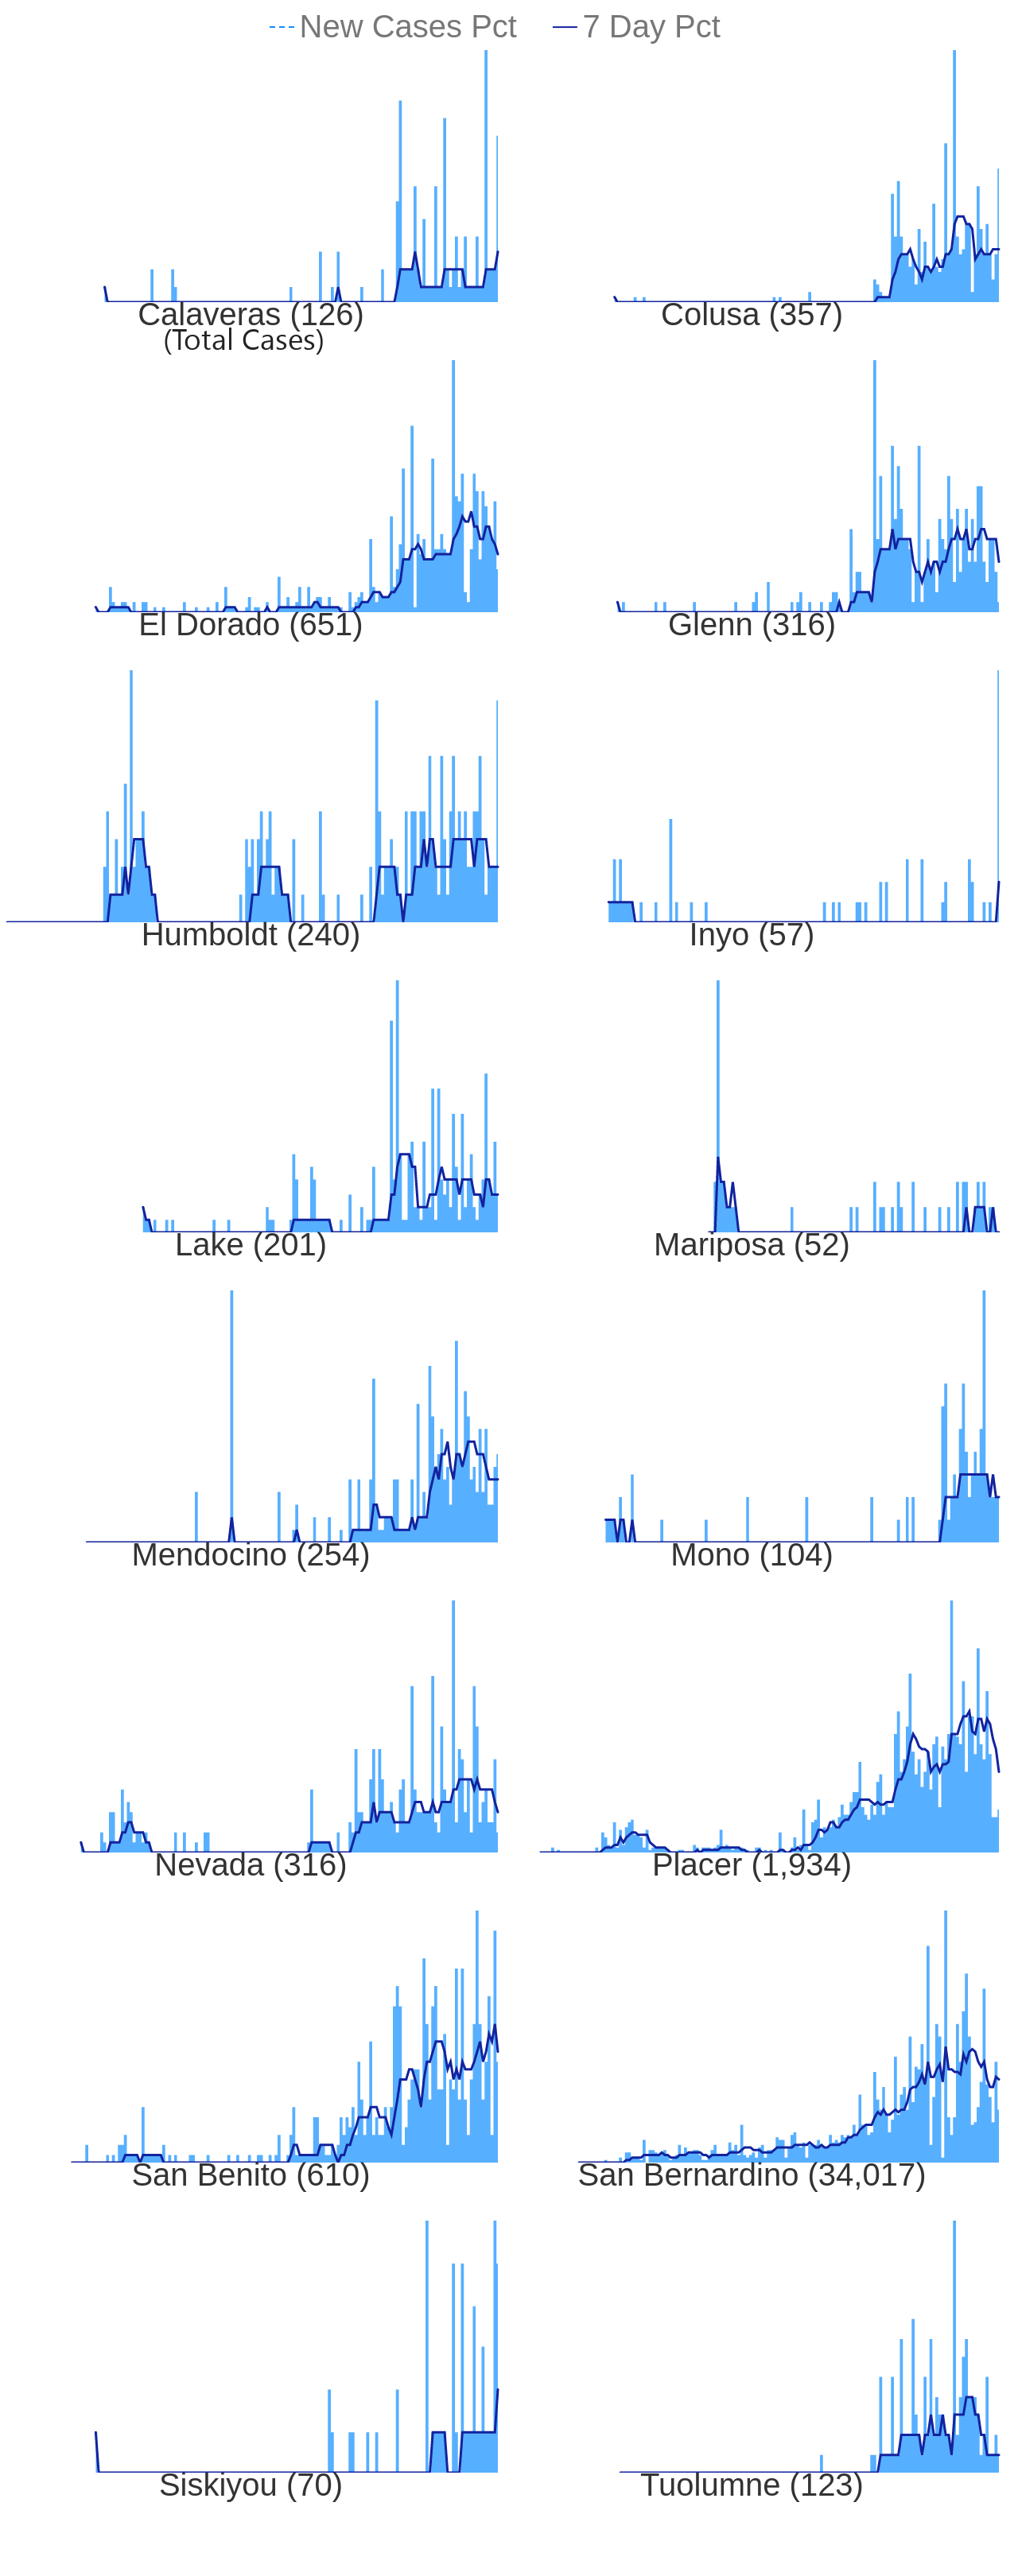 New Cases Pct 7 Day Pct
Calaveras (126) Colusa (357)
(Total Cases)
El Dorado (651) Glenn (316)
Humboldt (240) Inyo (57)
Lake (201) Mariposa (52)
Mendocino (254) Mono (104)
Nevada (316) Placer (1,934)
San Benito (610) San Bernardino (34,017)
Siskiyou (70) Tuolumne (123)